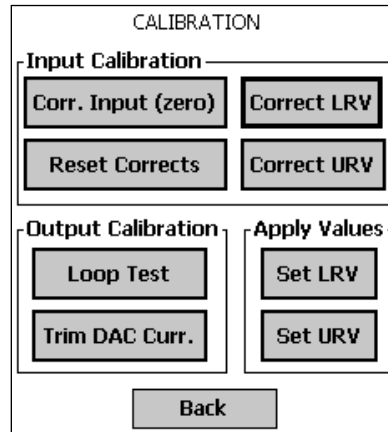 CALIBRATION
Input Calibration
Corr. Input (zero) Correct LRV
Reset Corrects Correct URV
Output Calibration Apply Values
Loop Test Set LRV
Trim DAC Curr. Set URV
Back